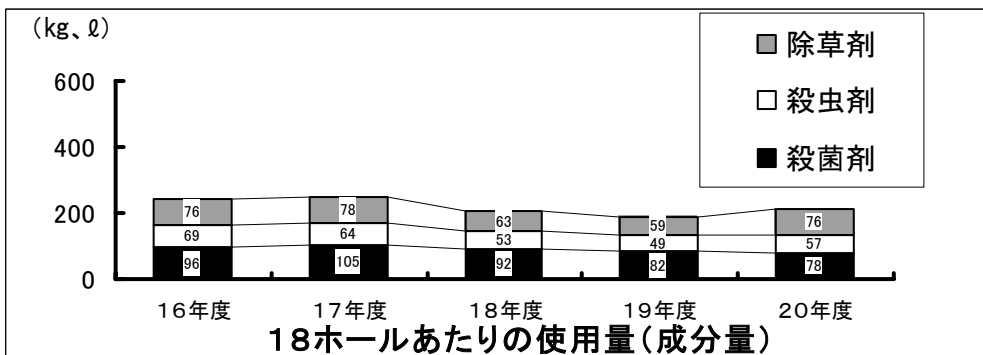 (kg、ℓ)
除草剤
殺虫剤
殺菌剤
600
400
200
0
76 78 63 59 76
69 64 53 49 57
96 105 92 82 78
16年度 17年度 18年度 19年度 20年度
18ホールあたりの使用量(成分量)